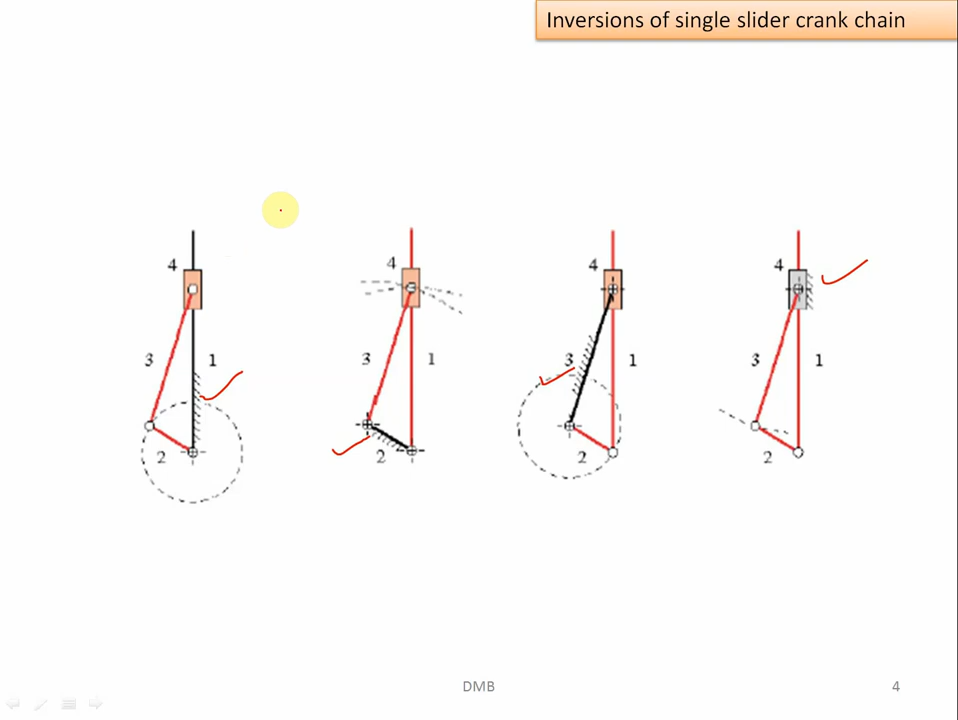 Inversions of single slider crank chain
4 4 4 4
3 1 3 1 3 1 3 1
2 2 2 2
DMB 4